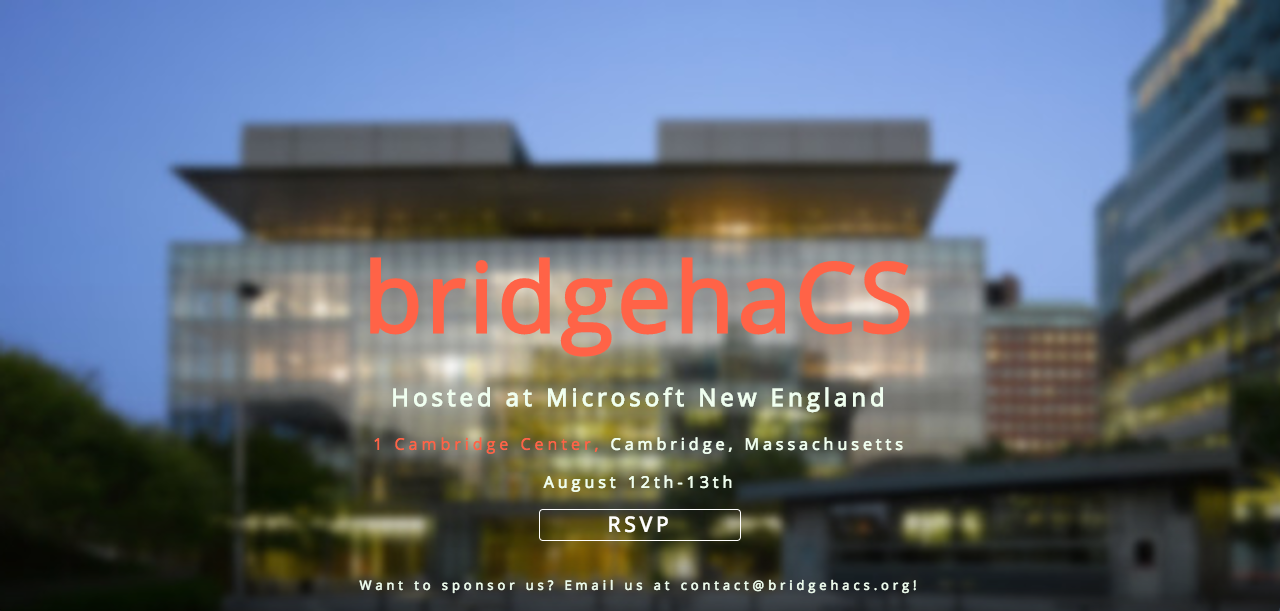 bridgehaCS
Hosted at Microsoft New England
1 Cambridge Center, Cambridge, Massachusetts
August 12th-13th
RSVP
Want to sponsor us? Email us at contact@bridgehacs.org!